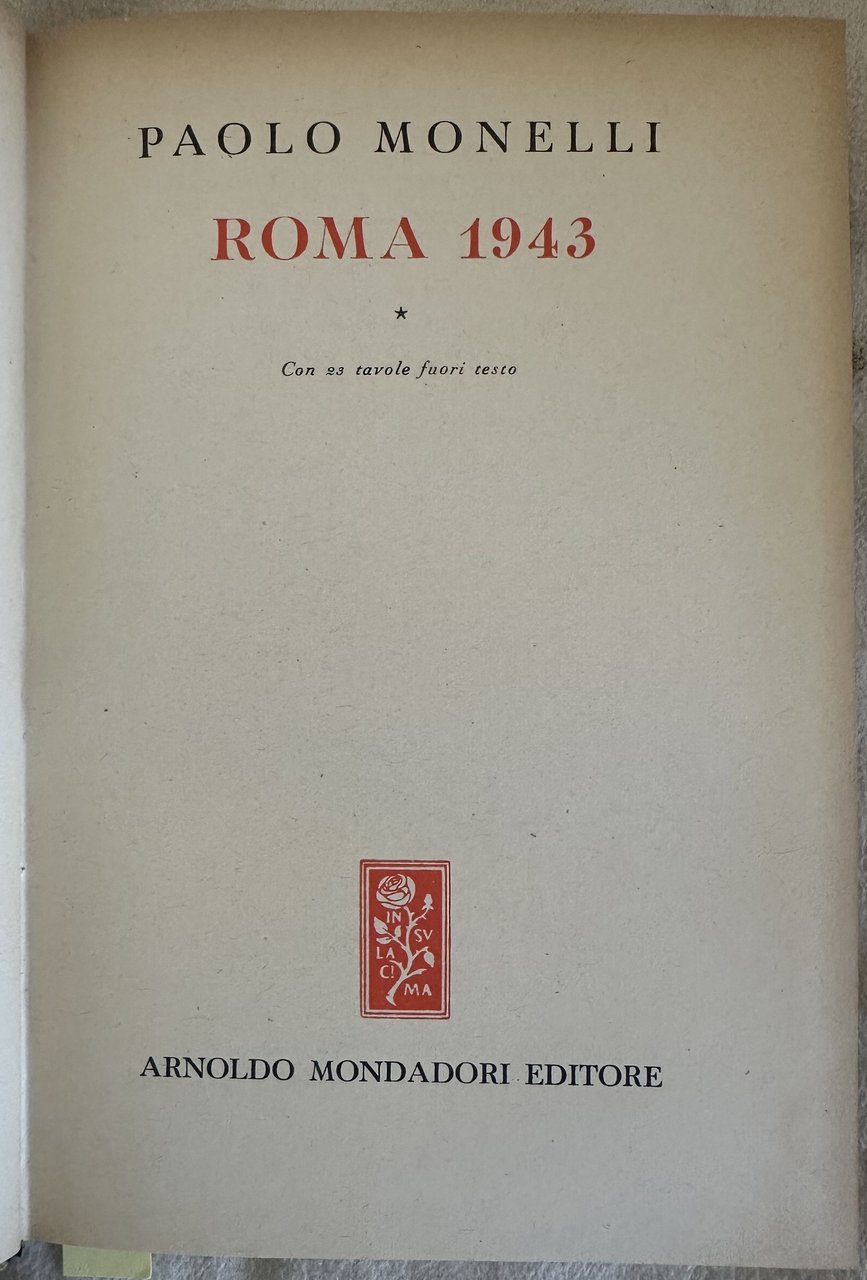 PAOLO MONELLI
ROMA 1943
*
Con 23 tavole fuori testo
IN
SV
LA
CI
MA
ARNOLDO MONDADORI EDITORE